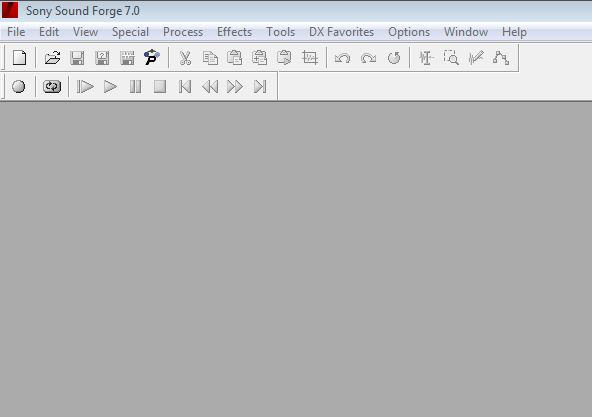 Sony Sound Forge 7.0
File Edit View Special Process Effects Tools DX Favorites Options Window Help